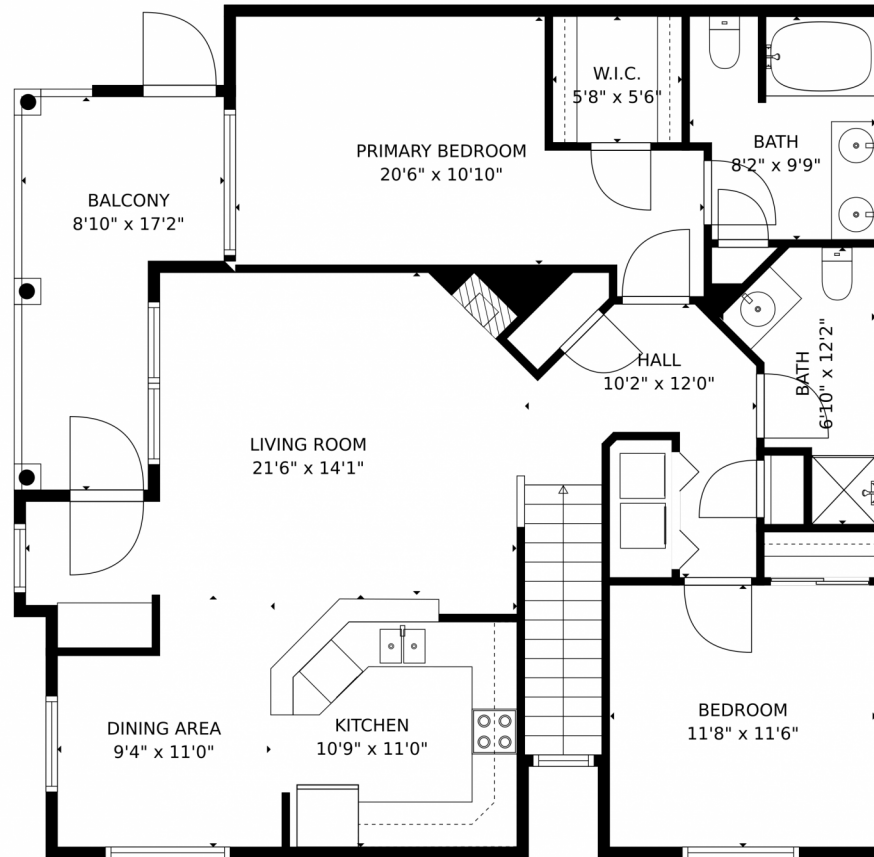 W.I.C.
5'8" x 5'6"
PRIMARY BEDROOM
20'6" x 10'10"
BATH
8'2" x 9'9"
BALCONY
8'10" x 17'2"
HALL
10'2" x 12'0"
BATH
6'10" x 12'2"
LIVING ROOM
21'6" x 14'1"
DINING AREA
9'4" x 11'0"
KITCHEN
10'9" x 11'0"
BEDROOM
11'8" x 11'6"